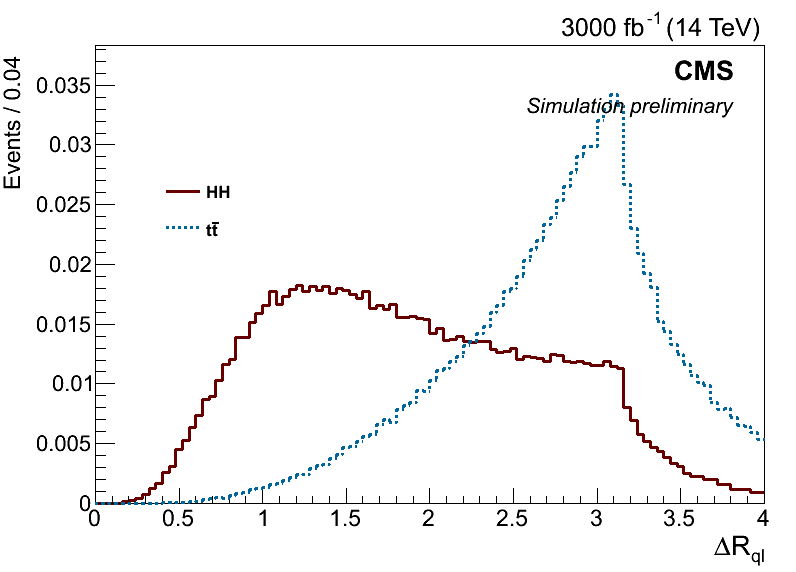 3000 fb⁻¹ (14 TeV)
CMS
Simulation preliminary
Events / 0.04
HH
tt̄
0.035
0.03
0.025
0.02
0.015
0.01
0.005
0
0 0.5 1 1.5 2 2.5 3 3.5 4
ΔR_ql